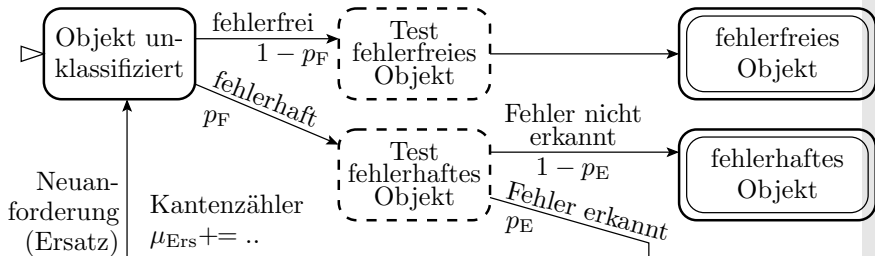 Objekt un-
klassifiziert
fehlerfrei
1 − p_F
Test
fehlerfreies
Objekt
fehlerfreies
Objekt
fehlerhaft
p_F
Test
fehlerhaftes
Objekt
Fehler nicht
erkannt
1 − p_E
fehlerhaftes
Objekt
Fehler erkannt
p_E
Neuan-
forderung
(Ersatz)
Kantenzähler
μ_Ers += ..